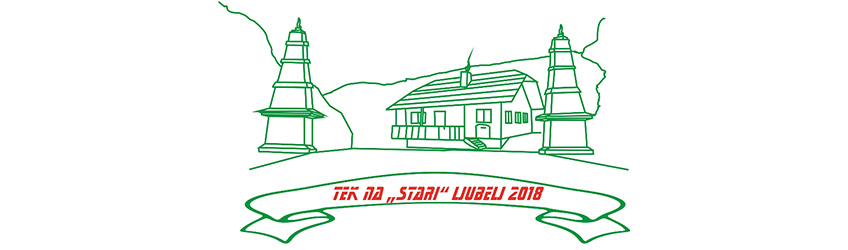 TEK NA „STARI“ LJUBELJ 2018